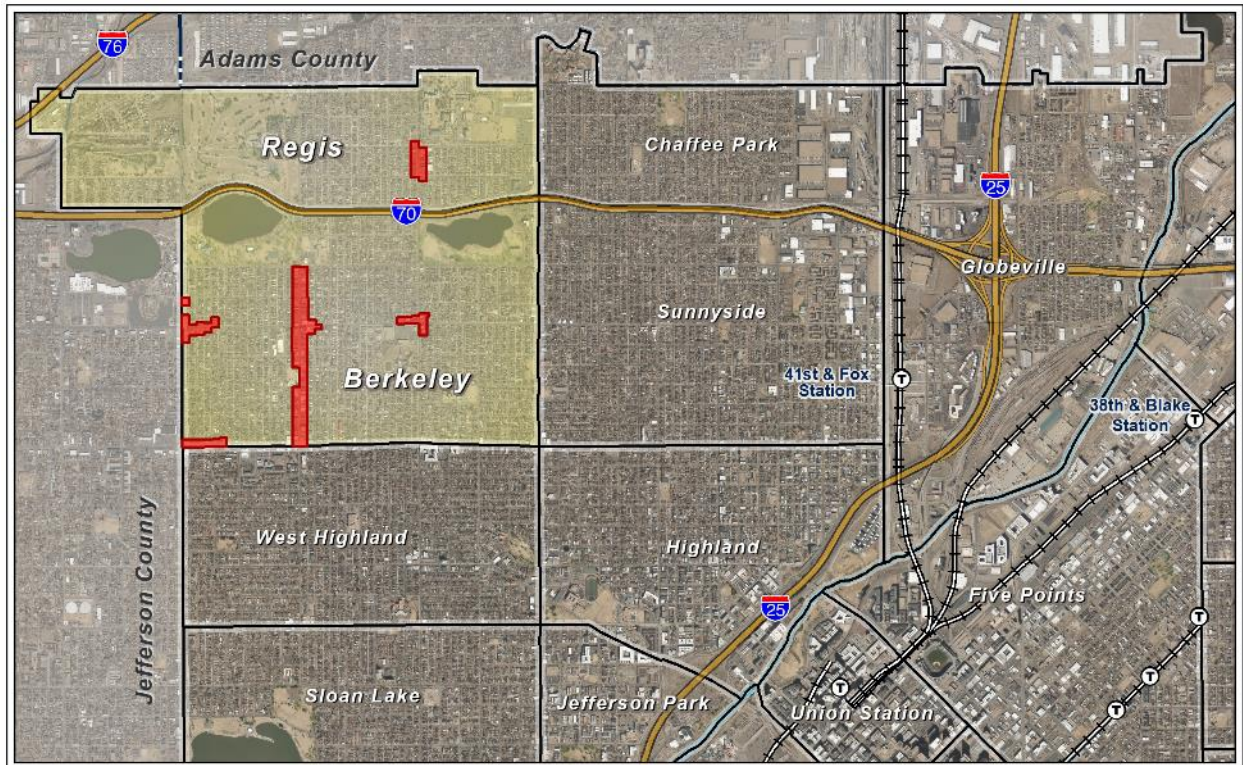 76
Adams County
Regis
Chaffee Park
25
70
Globeville
Sunnyside
Berkeley
41st & Fox
Station
38th & Blake
Station
T
T
West Highland
Highland
Jefferson County
25
Five Points
T
T
Sloan Lake
Jefferson Park
T
Union Station
T